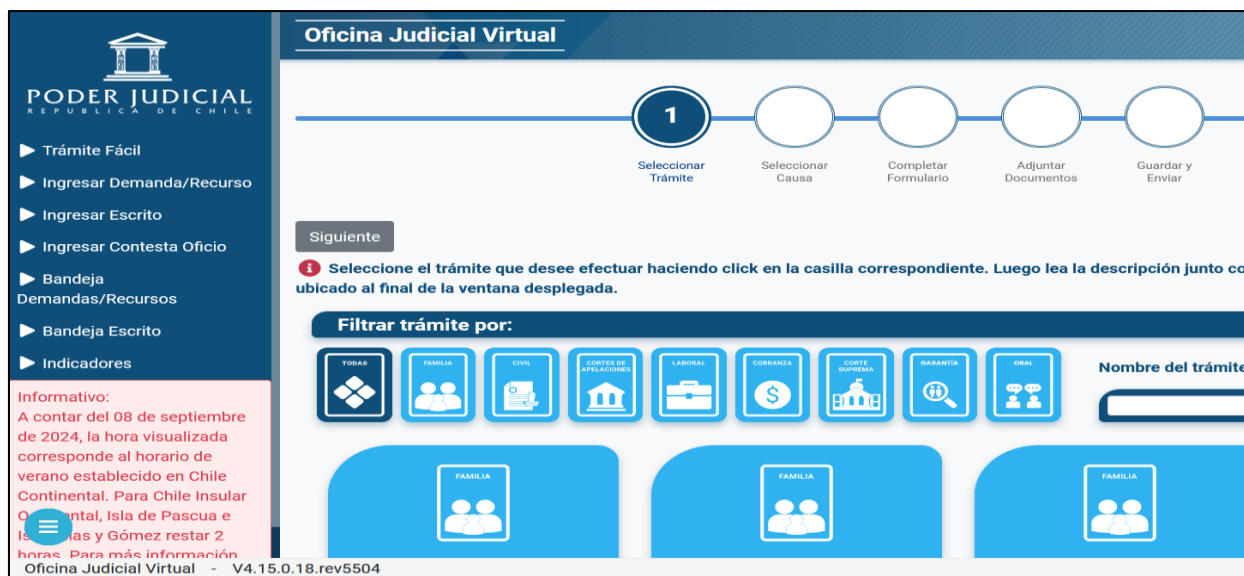 PODER JUDICIAL
REPUBLICA DE CHILE
Trámite Fácil
Ingresar Demanda/Recurso
Ingresar Escrito
Ingresar Contesta Oficio
Bandeja
Demandas/Recursos
Bandeja Escrito
Indicadores
Informativo:
A contar del 08 de septiembre
de 2024, la hora visualizada
corresponde al horario de
verano establecido en Chile
Continental. Para Chile Insular
Isla de Pascua e
y Gómez restar 2
horas. Para más información
Oficina Judicial Virtual
1
Seleccionar
Trámite
Seleccionar
Causa
Completar
Formulario
Adjuntar
Documentos
Guardar y
Enviar
Siguiente
Seleccione el trámite que desee efectuar haciendo click en la casilla correspondiente. Luego lea la descripción junto co
ubicado al final de la ventana desplegada.
Filtrar trámite por:
TODAS
FAMILIA
CIVIL
CORTES DE
APELACIONES
LABORAL
COBRANZA
CORTE
SUPREMA
GARANTÍA
ORAL
Nombre del trámite
FAMILIA
FAMILIA
FAMILIA
Oficina Judicial Virtual - V4.15.0.18.rev5504